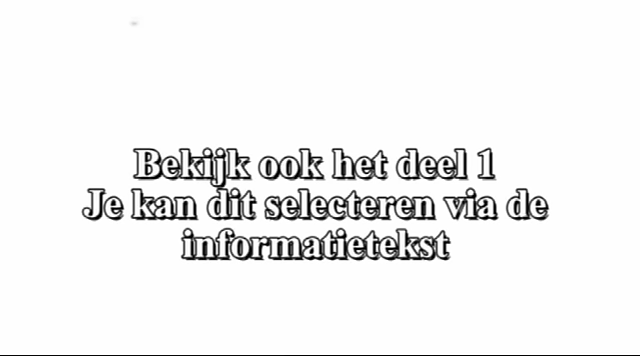 Bekijk ook het deel 1
Je kan dit selecteren via de
informatietekst